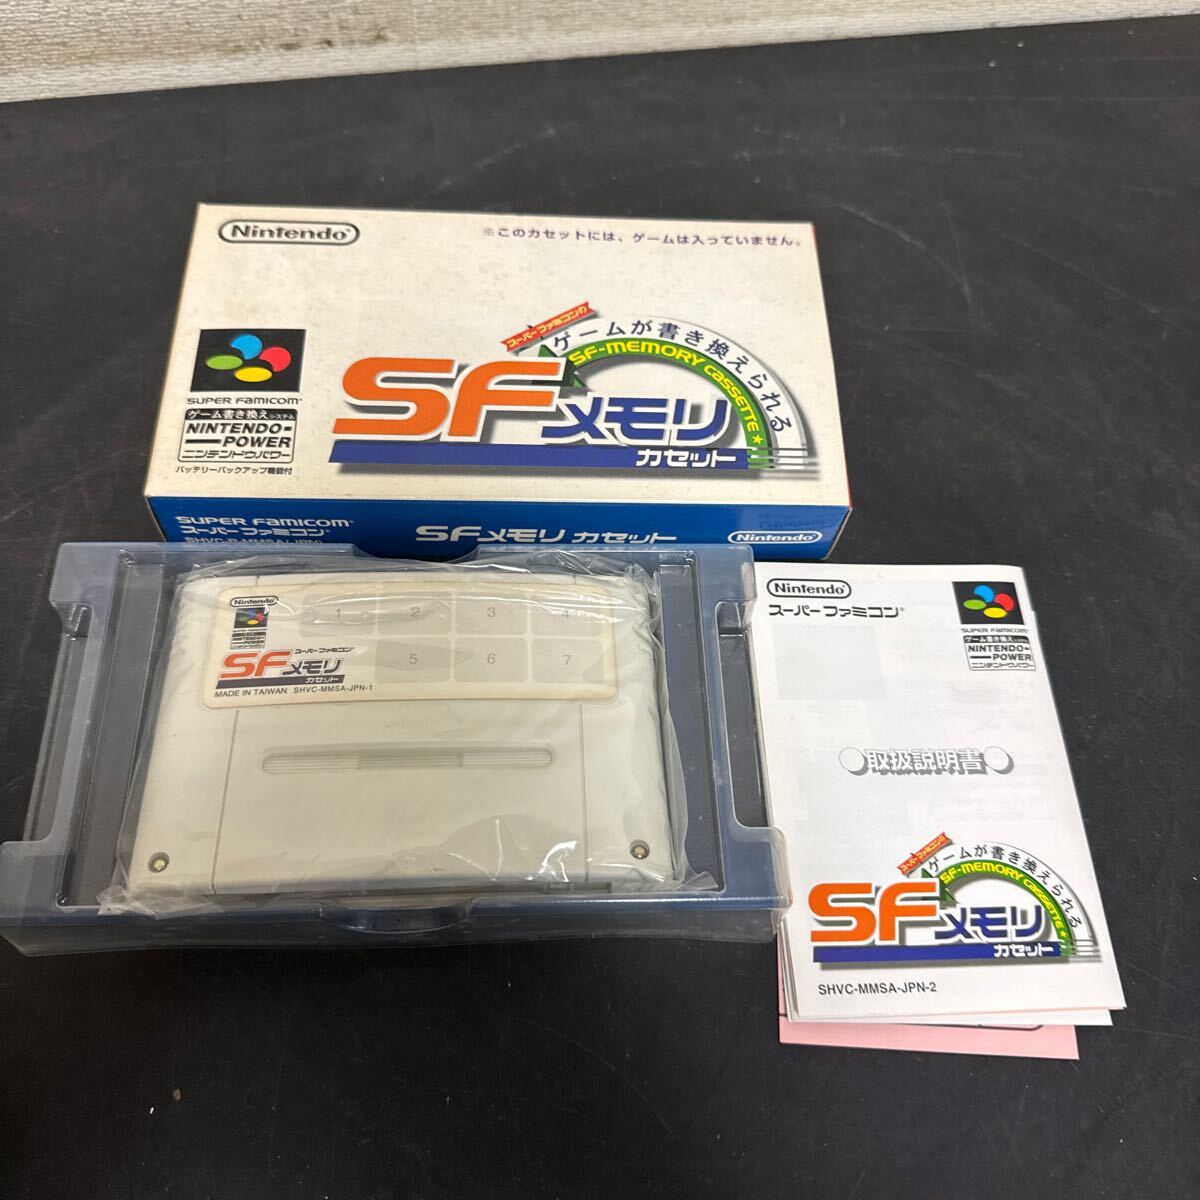 Nintendo
※このカセットには、ゲームは入っていません。
スーパーファミコンの
ゲームが書き換えられる
SF-MEMORY CASSETTE★
SFメモリ
カセット
SUPER FAMICOM
ゲーム書き換えシステム
NINTENDO-
POWER
ニンテンドウパワー
バッテリーバックアップ機能付
SUPER FAMICOM
スーパーファミコン
SHVC-P-MMSA(JPN)
SFメモリ カセット
Nintendo
Nintendo
NINTENDO-
POWER
スーパーファミコン
SFメモリ
カセット
MADE IN TAIWAN SHVC-MMSA-JPN-1
1
2
3
4
5
6
7
Nintendo
スーパーファミコン
SUPER FAMICOM
ゲーム書き換えシステム
NINTENDO-
POWER
ニンテンドウパワー
取扱説明書
スーパーファミコンの
ゲームが書き換えられる
SF-MEMORY CASSETTE★
SFメモリ
カセット
SHVC-MMSA-JPN-2